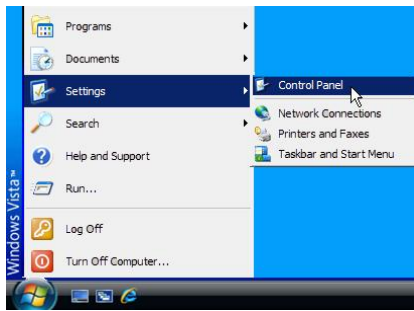 Programs
Documents
Settings
Control Panel
Search
Network Connections
Printers and Faxes
Help and Support
Taskbar and Start Menu
Run...
Log Off
Turn Off Computer...
Windows Vista™